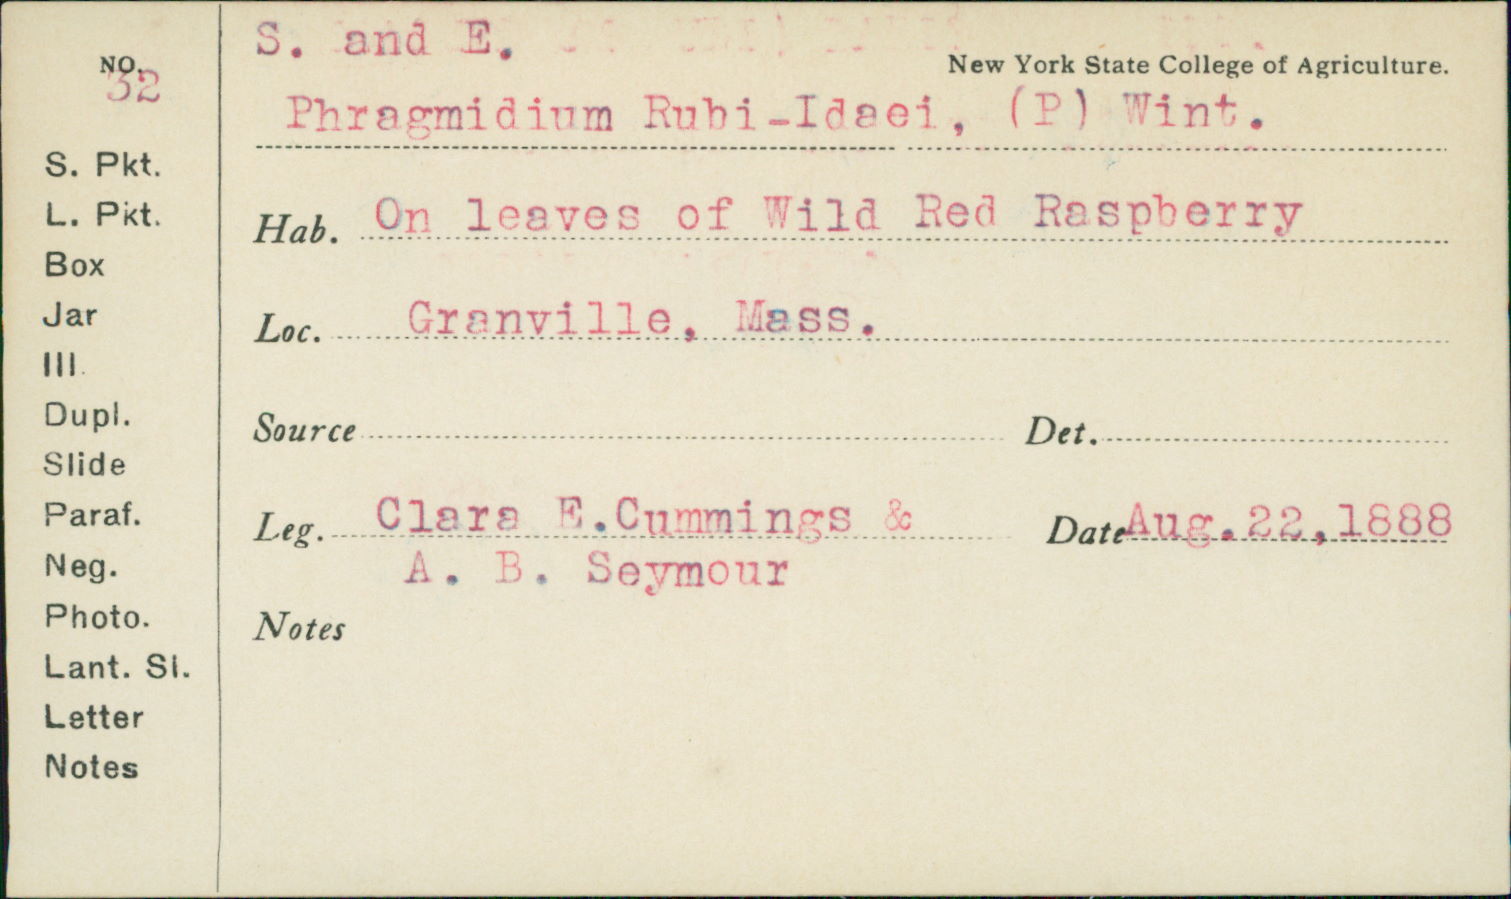 NO.
32
S. Pkt.
L. Pkt.
Box
Jar
Ill.
Dupl.
Slide
Paraf.
Neg.
Photo.
Lant. Sl.
Letter
Notes
S. and E.
New York State College of Agriculture.
Phragmidium Rubi-Idaei, (P) Wint.
Hab. On leaves of Wild Red Raspberry
Loc. Granville, Mass.
Source Det.
Leg. Clara E.Cummings & Date Aug.22,1888
A. B. Seymour
Notes